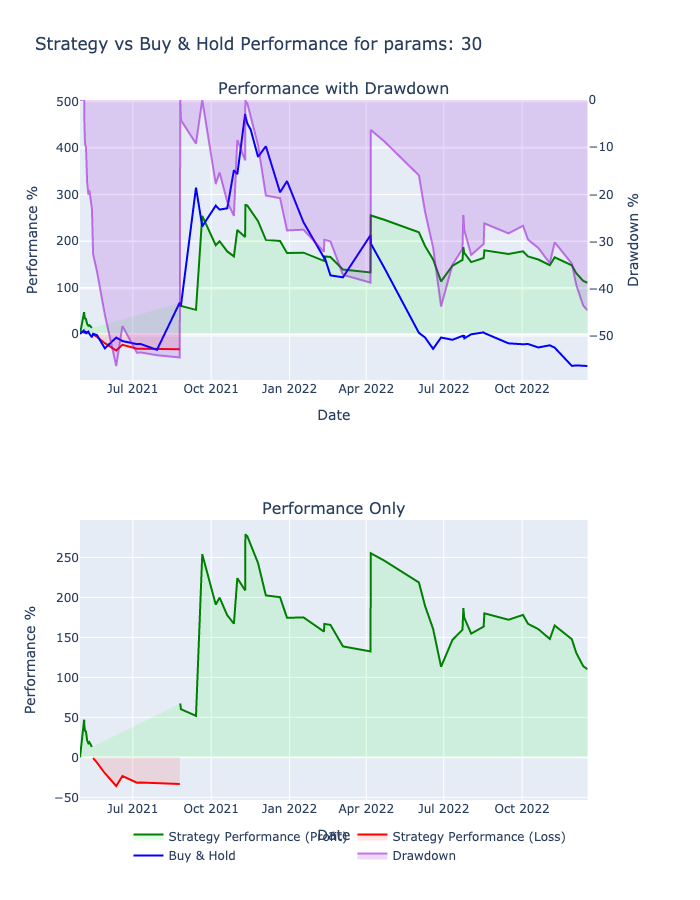 Strategy vs Buy & Hold Performance for params: 30
Performance with Drawdown
500
400
300
200
100
0
Performance %
0
−10
−20
−30
−40
−50
Drawdown %
Jul 2021 Oct 2021 Jan 2022 Apr 2022 Jul 2022 Oct 2022
Date
Performance Only
250
200
150
100
50
0
−50
Performance %
Jul 2021 Oct 2021 Jan 2022 Apr 2022 Jul 2022 Oct 2022
Date
Strategy Performance (Profit) Strategy Performance (Loss)
Buy & Hold Drawdown